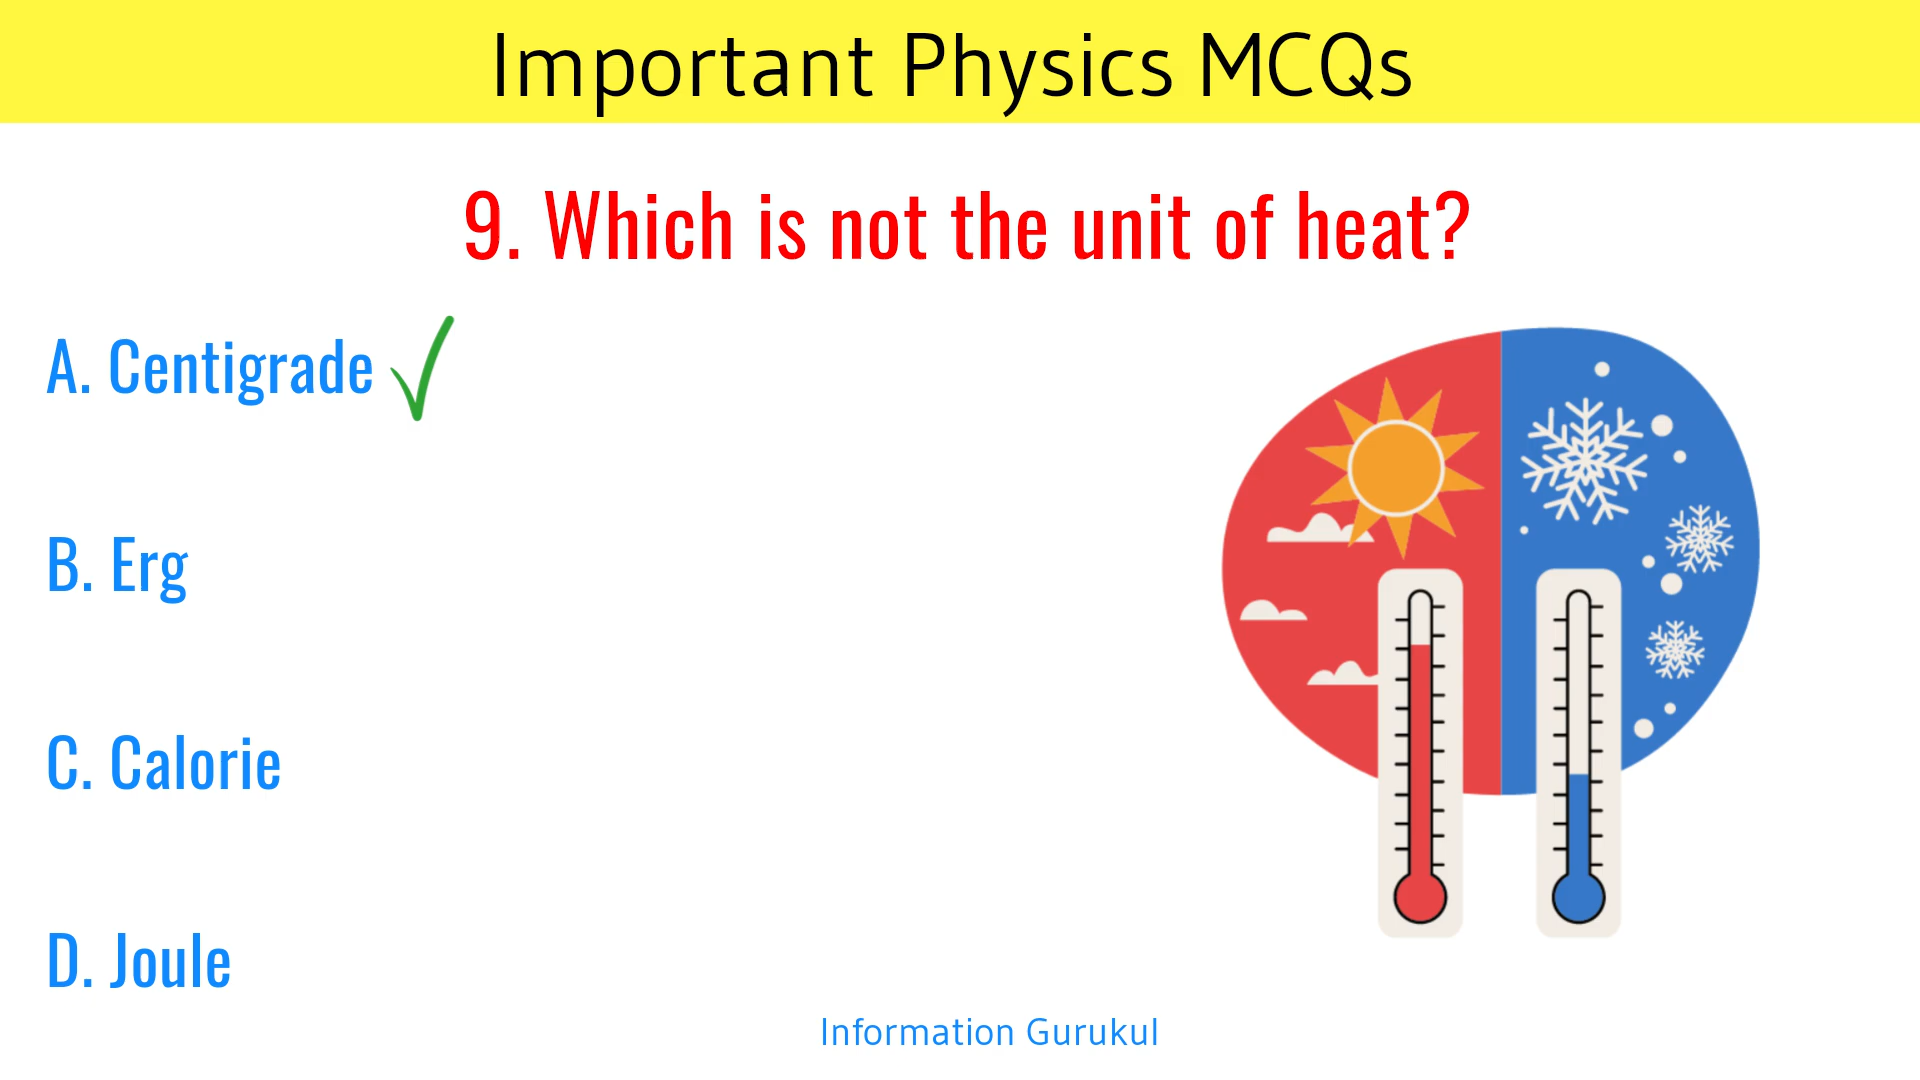 Important Physics MCQs
9. Which is not the unit of heat?
A. Centigrade
B. Erg
C. Calorie
D. Joule
Information Gurukul